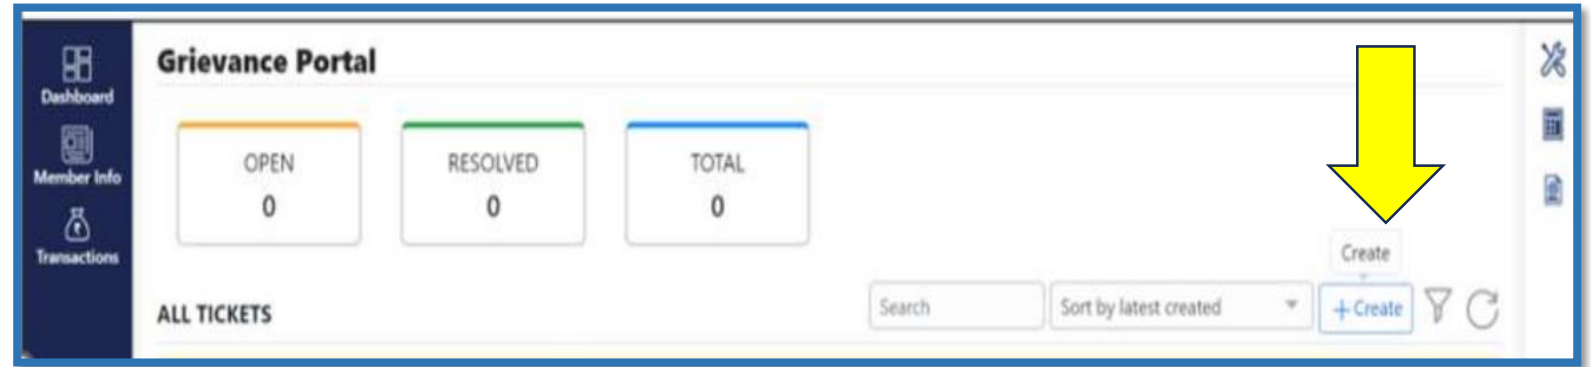 Grievance Portal
Dashboard
Member Info
Transactions
OPEN
0
RESOLVED
0
TOTAL
0
Create
ALL TICKETS
Search
Sort by latest created
+ Create